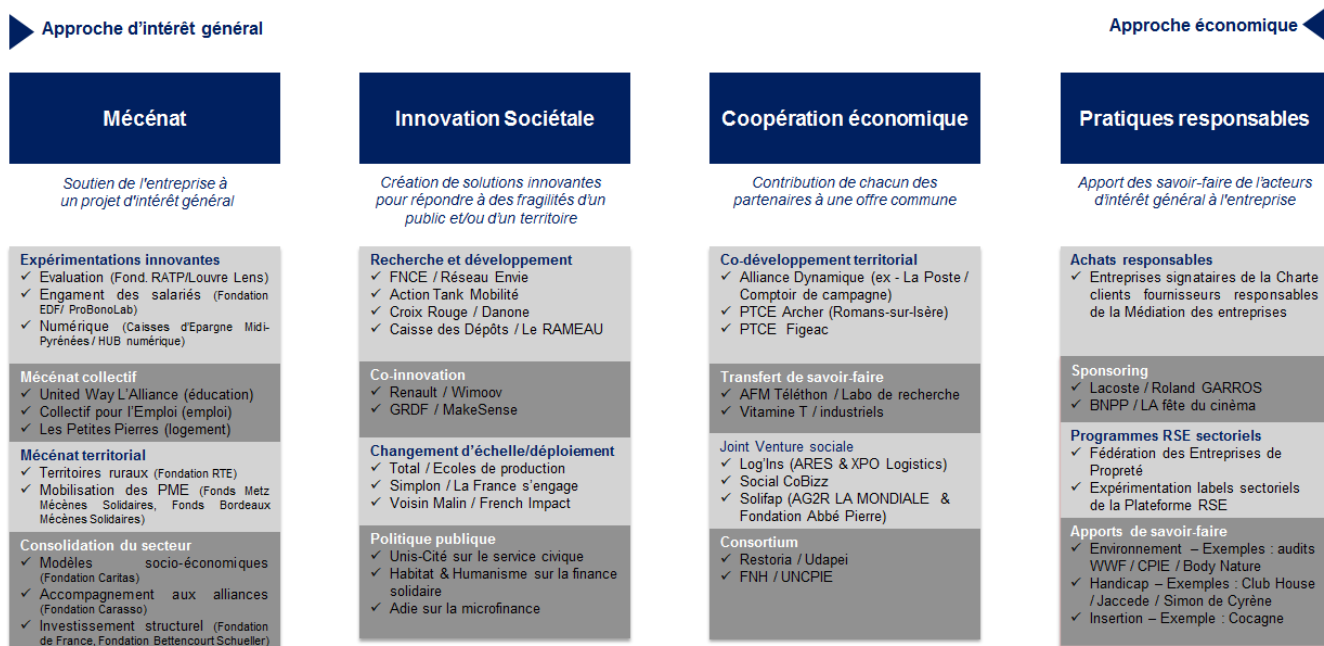 Approche d'intérêt général
Approche économique
Mécénat
Soutien de l'entreprise à
un projet d'intérêt général
Expérimentations innovantes
✓ Evaluation (Fond. RATP/Louvre Lens)
✓ Engament des salariés (Fondation
EDF/ ProBonoLab)
✓ Numérique (Caisses d'Epargne Midi-
Pyrénées / HUB numérique)
Mécénat collectif
✓ United Way L'Alliance (éducation)
✓ Collectif pour l'Emploi (emploi)
✓ Les Petites Pierres (logement)
Mécénat territorial
✓ Territoires ruraux (Fondation RTE)
✓ Mobilisation des PME (Fonds Metz
Mécènes Solidaires, Fonds Bordeaux
Mécènes Solidaires)
Consolidation du secteur
✓ Modèles socio-économiques
(Fondation Caritas)
✓ Accompagnement aux alliances
(Fondation Carasso)
✓ Investissement structurel (Fondation
de France, Fondation Bettencourt Schueller)
Innovation Sociétale
Création de solutions innovantes
pour répondre à des fragilités d'un
public et/ou d'un territoire
Recherche et développement
✓ FNCE / Réseau Envie
✓ Action Tank Mobilité
✓ Croix Rouge / Danone
✓ Caisse des Dépôts / Le RAMEAU
Co-innovation
✓ Renault / Wimoov
✓ GRDF / MakeSense
Changement d'échelle/déploiement
✓ Total / Ecoles de production
✓ Simplon / La France s'engage
✓ Voisin Malin / French Impact
Politique publique
✓ Unis-Cité sur le service civique
✓ Habitat & Humanisme sur la finance
solidaire
✓ Adie sur la microfinance
Coopération économique
Contribution de chacun des
partenaires à une offre commune
Co-développement territorial
✓ Alliance Dynamique (ex - La Poste /
Comptoir de campagne)
✓ PTCE Archer (Romans-sur-Isère)
✓ PTCE Figeac
Transfert de savoir-faire
✓ AFM Téléthon / Labo de recherche
✓ Vitamine T / industriels
Joint Venture sociale
✓ Log'Ins (ARES & XPO Logistics)
✓ Social CoBizz
✓ Solifap (AG2R LA MONDIALE &
Fondation Abbé Pierre)
Consortium
✓ Restoria / Udapei
✓ FNH / UNCPIE
Pratiques responsables
Apport des savoir-faire de l'acteurs
d'intérêt général à l'entreprise
Achats responsables
✓ Entreprises signataires de la Charte
clients fournisseurs responsables
de la Médiation des entreprises
Sponsoring
✓ Lacoste / Roland GARROS
✓ BNPP / LA fête du cinèma
Programmes RSE sectoriels
✓ Fédération des Entreprises de
Propreté
✓ Expérimentation labels sectoriels
de la Plateforme RSE
Apports de savoir-faire
✓ Environnement – Exemples : audits
WWF / CPIE / Body Nature
✓ Handicap – Exemples : Club House
/ Jaccede / Simon de Cyrène
✓ Insertion – Exemple : Cocagne